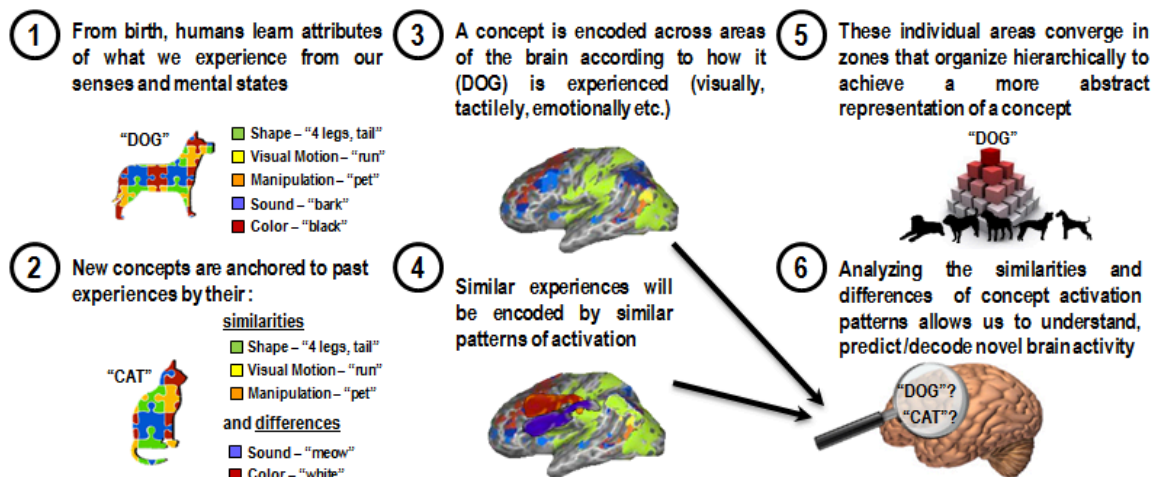 1
From birth, humans learn attributes
of what we experience from our
senses and mental states
"DOG"
Shape – "4 legs, tail"
Visual Motion – "run"
Manipulation – "pet"
Sound – "bark"
Color – "black"
2
New concepts are anchored to past
experiences by their :
similarities
"CAT"
Shape – "4 legs, tail"
Visual Motion – "run"
Manipulation – "pet"
and differences
Sound – "meow"
Color – "white"
3
A concept is encoded across areas
of the brain according to how it
(DOG) is experienced (visually,
tactilely, emotionally etc.)
4
Similar experiences will
be encoded by similar
patterns of activation
5
These individual areas converge in
zones that organize hierarchically to
achieve a more abstract
representation of a concept
"DOG"
6
Analyzing the similarities and
differences of concept activation
patterns allows us to understand,
predict/decode novel brain activity
"DOG"?
"CAT"?